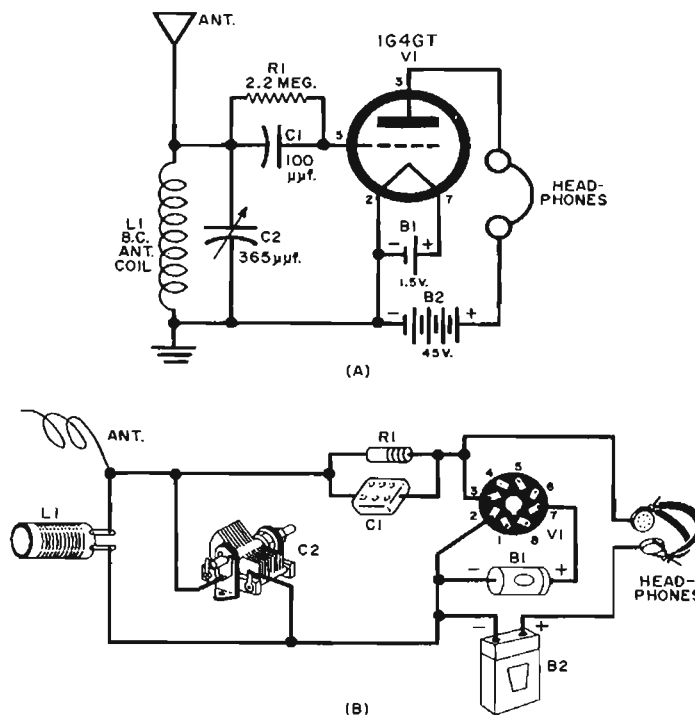 ANT.
1G4GT
V1
R1
2.2 MEG.
3
C1
100
µµf.
5
L1
B.C.
ANT.
COIL
C2
365µµf.
2
7
B1
- +
1.5V.
HEAD-
PHONES
B2
- +
45V.
(A)
ANT.
R1
C1
L1
C2
4 5 6
3 7
2 1 8 V1
B1
- +
HEAD-
PHONES
- +
B2
(B)